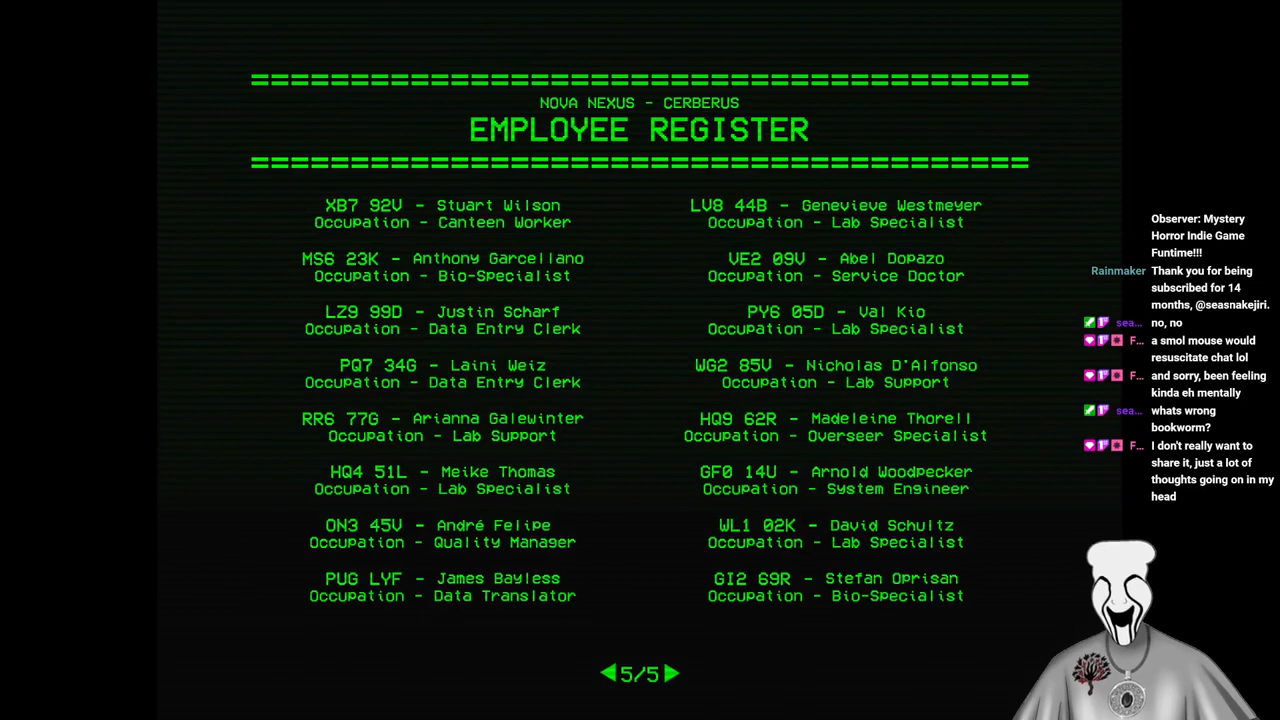 ========================================
NOVA NEXUS - CERBERUS
EMPLOYEE REGISTER
========================================
XB7 92V - Stuart Wilson
Occupation - Canteen Worker
MS6 23K - Anthony Garcellano
Occupation - Bio-Specialist
LZ9 99D - Justin Scharf
Occupation - Data Entry Clerk
PQ7 34G - Laini Weiz
Occupation - Data Entry Clerk
RR6 77G - Arianna Galewinter
Occupation - Lab Support
HQ4 51L - Meike Thomas
Occupation - Lab Specialist
ON3 45V - André Felipe
Occupation - Quality Manager
PUG LYF - James Bayless
Occupation - Data Translator
LV8 44B - Genevieve Westmeyer
Occupation - Lab Specialist
VE2 09V - Abel Dopazo
Occupation - Service Doctor
PY6 05D - Val Kio
Occupation - Lab Specialist
WG2 85V - Nicholas D'Alfonso
Occupation - Lab Support
HQ9 62R - Madeleine Thorell
Occupation - Overseer Specialist
GF0 14U - Arnold Woodpecker
Occupation - System Engineer
WL1 02K - David Schultz
Occupation - Lab Specialist
GI2 69R - Stefan Oprisan
Occupation - Bio-Specialist
5/5
Observer: Mystery
Horror Indie Game
Funtime!!!
Rainmaker Thank you for being
subscribed for 14
months, @seasnakejiri.
sea... no, no
F... a smol mouse would
resuscitate chat lol
F... and sorry, been feeling
kinda eh mentally
sea... whats wrong
bookworm?
F... I don't really want to
share it, just a lot of
thoughts going on in my
head